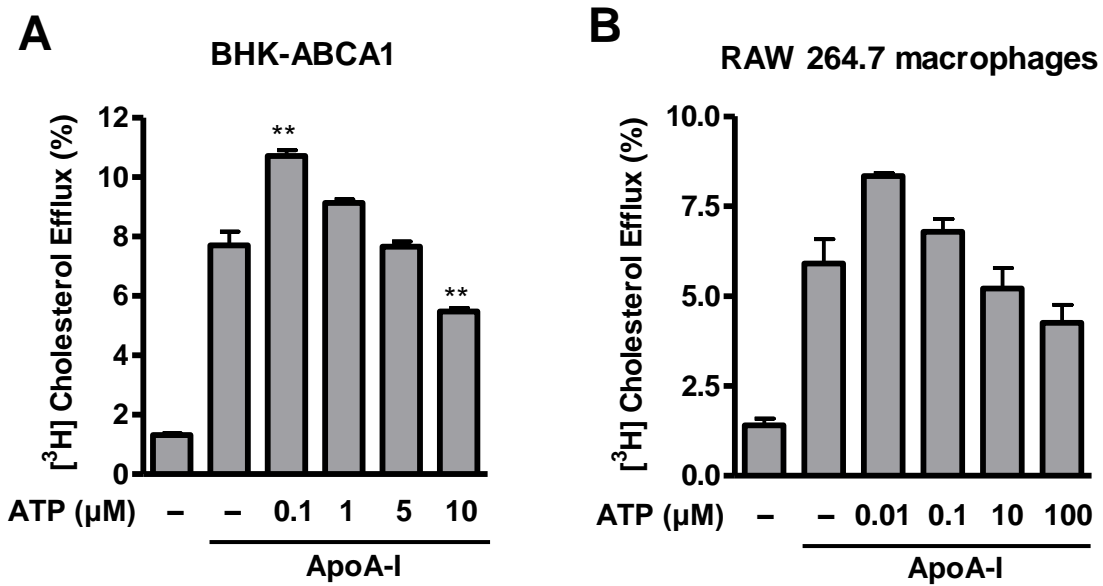 A
BHK-ABCA1
[³H] Cholesterol Efflux (%)
12
10
8
6
4
2
0
**
**
ATP (µM) – – 0.1 1 5 10
ApoA-I
B
RAW 264.7 macrophages
[³H] Cholesterol Efflux (%)
10.0
7.5
5.0
2.5
0.0
ATP (µM) – – 0.01 0.1 10 100
ApoA-I